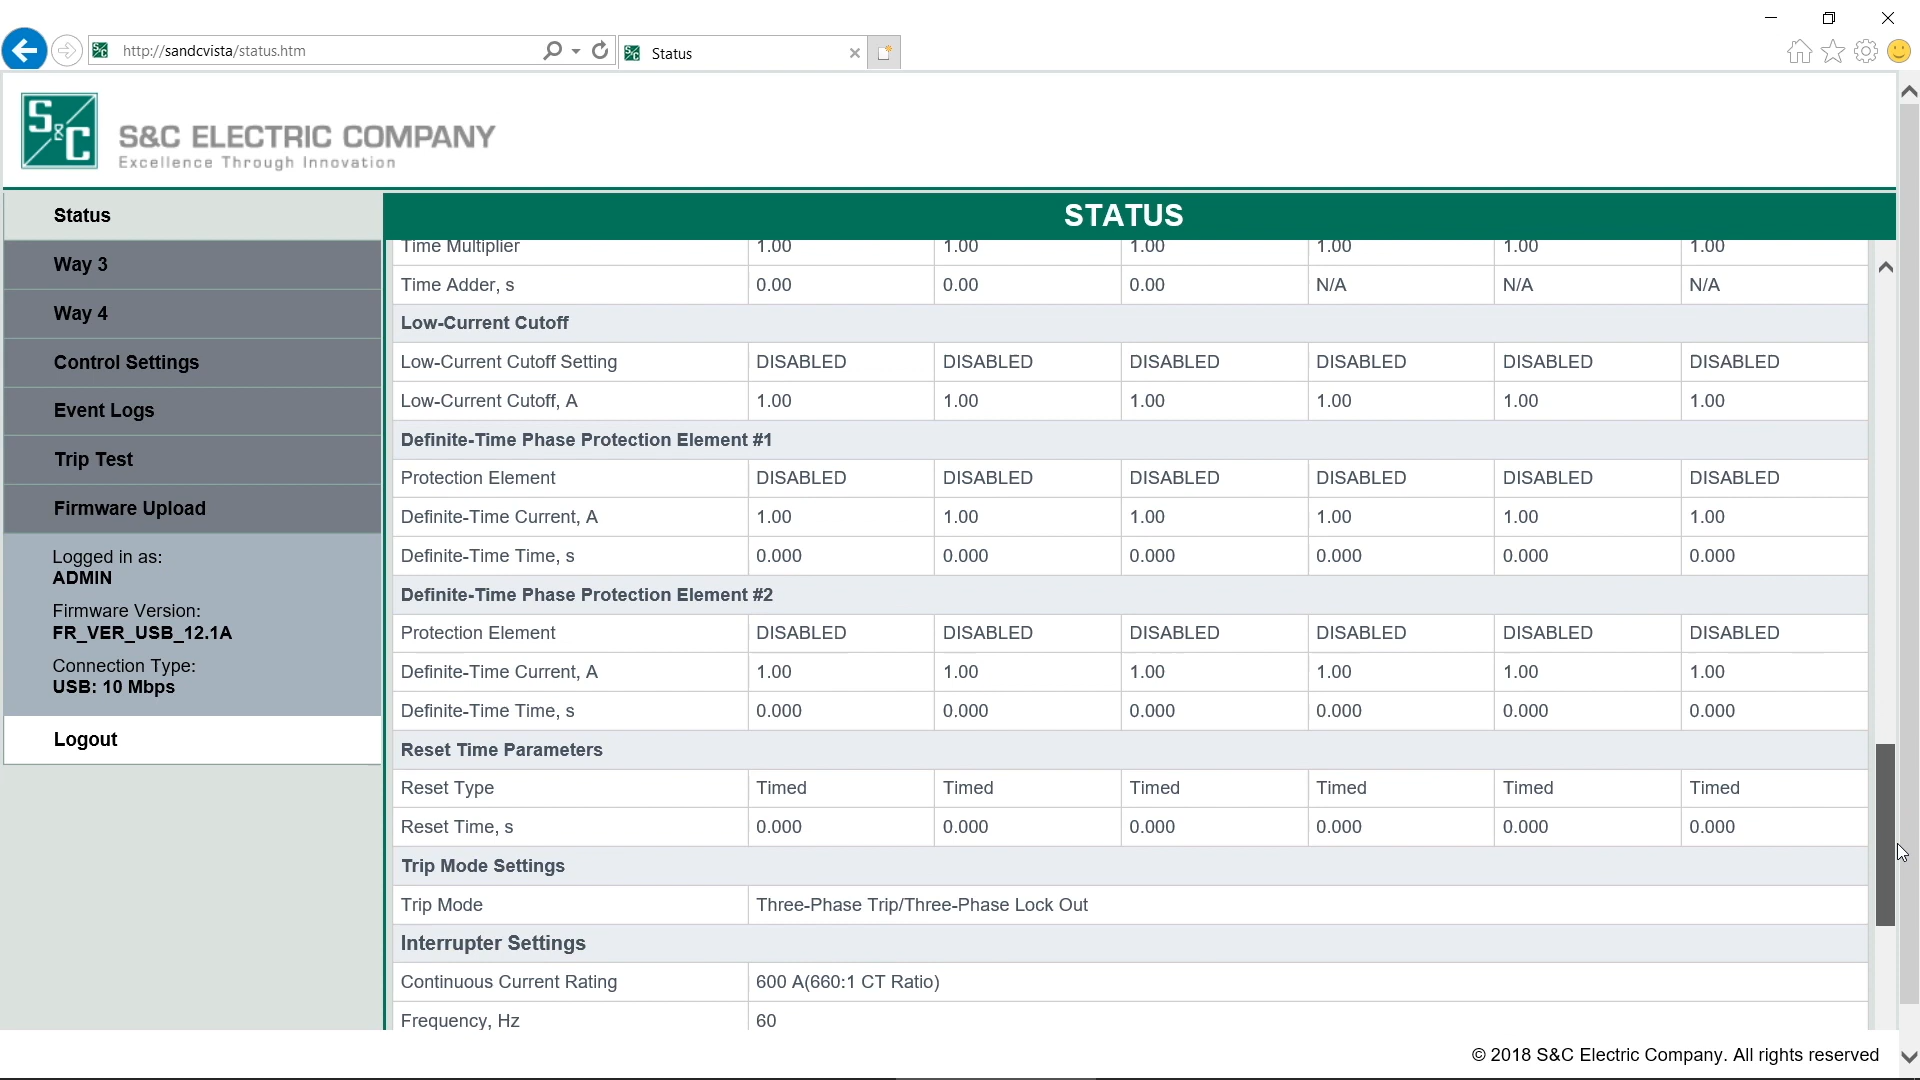 http://sandcvista/status.htm
Status
S&C
S&C ELECTRIC COMPANY
Excellence Through Innovation
Status
Way 3
Way 4
Control Settings
Event Logs
Trip Test
Firmware Upload
Logged in as:
ADMIN
Firmware Version:
FR_VER_USB_12.1A
Connection Type:
USB: 10 Mbps
Logout
STATUS
Time Multiplier 1.00 1.00 1.00 1.00 1.00 1.00
Time Adder, s 0.00 0.00 0.00 N/A N/A N/A
Low-Current Cutoff
Low-Current Cutoff Setting DISABLED DISABLED DISABLED DISABLED DISABLED DISABLED
Low-Current Cutoff, A 1.00 1.00 1.00 1.00 1.00 1.00
Definite-Time Phase Protection Element #1
Protection Element DISABLED DISABLED DISABLED DISABLED DISABLED DISABLED
Definite-Time Current, A 1.00 1.00 1.00 1.00 1.00 1.00
Definite-Time Time, s 0.000 0.000 0.000 0.000 0.000 0.000
Definite-Time Phase Protection Element #2
Protection Element DISABLED DISABLED DISABLED DISABLED DISABLED DISABLED
Definite-Time Current, A 1.00 1.00 1.00 1.00 1.00 1.00
Definite-Time Time, s 0.000 0.000 0.000 0.000 0.000 0.000
Reset Time Parameters
Reset Type Timed Timed Timed Timed Timed Timed
Reset Time, s 0.000 0.000 0.000 0.000 0.000 0.000
Trip Mode Settings
Trip Mode Three-Phase Trip/Three-Phase Lock Out
Interrupter Settings
Continuous Current Rating 600 A(660:1 CT Ratio)
Frequency, Hz 60
© 2018 S&C Electric Company. All rights reserved